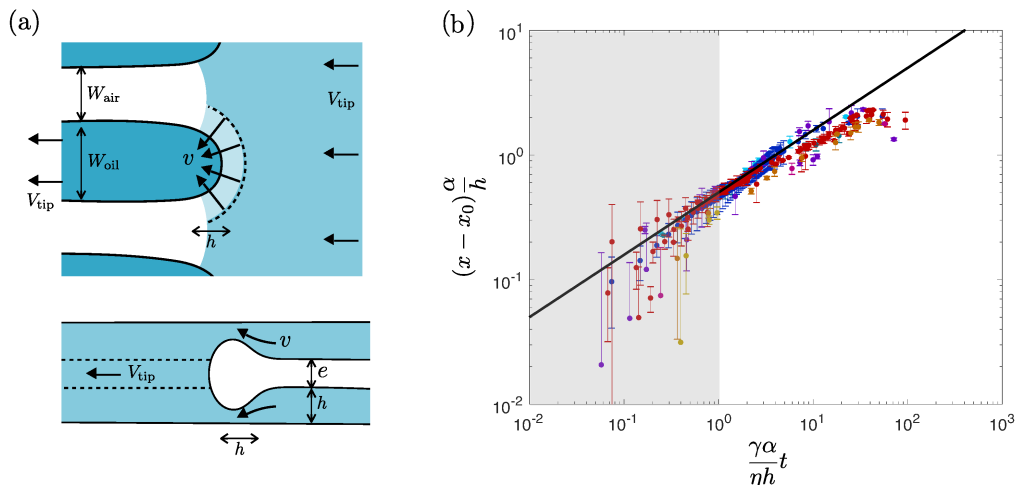 (a)
W_air
V_tip
W_oil
v
V_tip
h
v
V_tip
e
h
h
(b)
10^1
10^0
10^-1
10^-2
(x − x_0) α/h
10^-2 10^-1 10^0 10^1 10^2 10^3
γα/ηh t